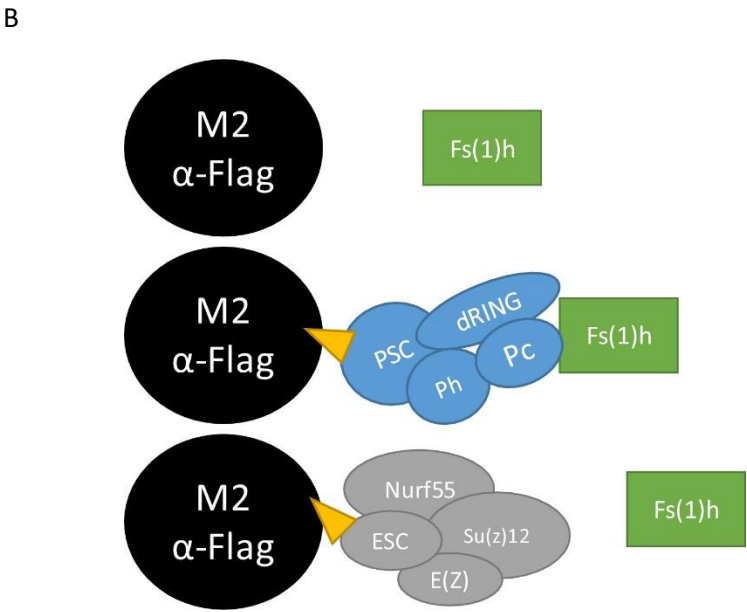 B
M2
α-Flag
Fs(1)h
M2
α-Flag
PSC
dRING
Ph
Pc
Fs(1)h
M2
α-Flag
Nurf55
ESC
Su(z)12
E(Z)
Fs(1)h